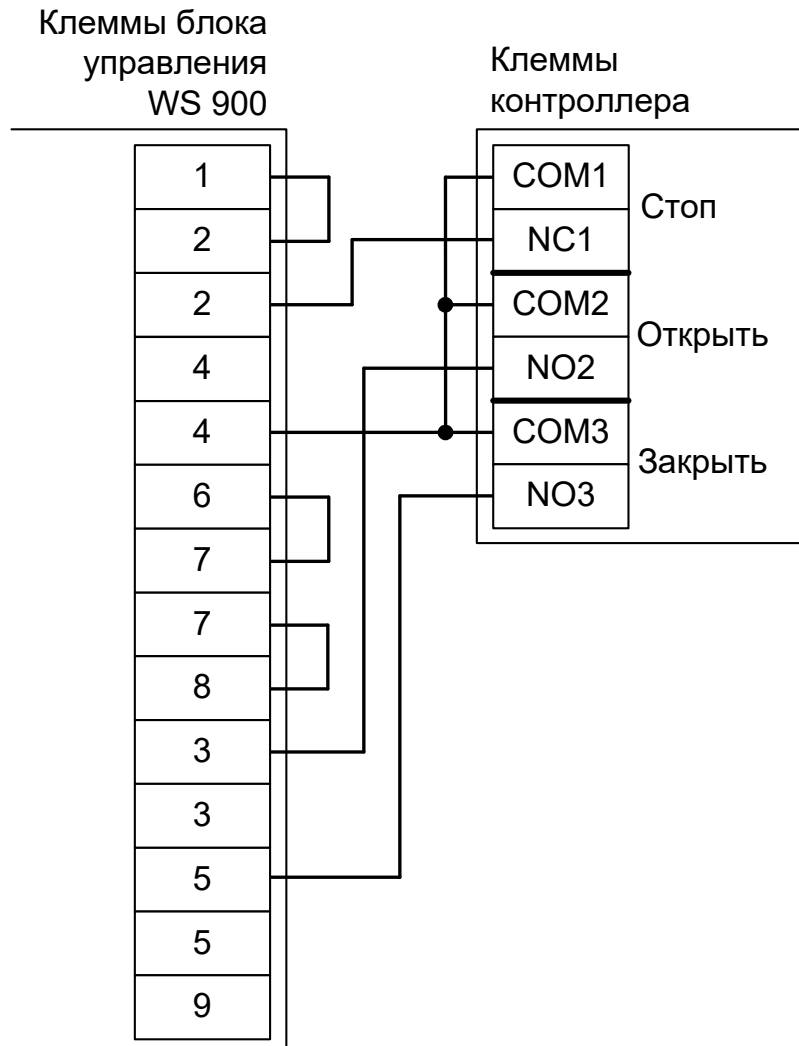 Клеммы блока
управления
WS 900
1
2
2
4
4
6
7
7
8
3
3
5
5
9
Клеммы
контроллера
COM1
NC1
Стоп
COM2
NO2
Открыть
COM3
NO3
Закрыть